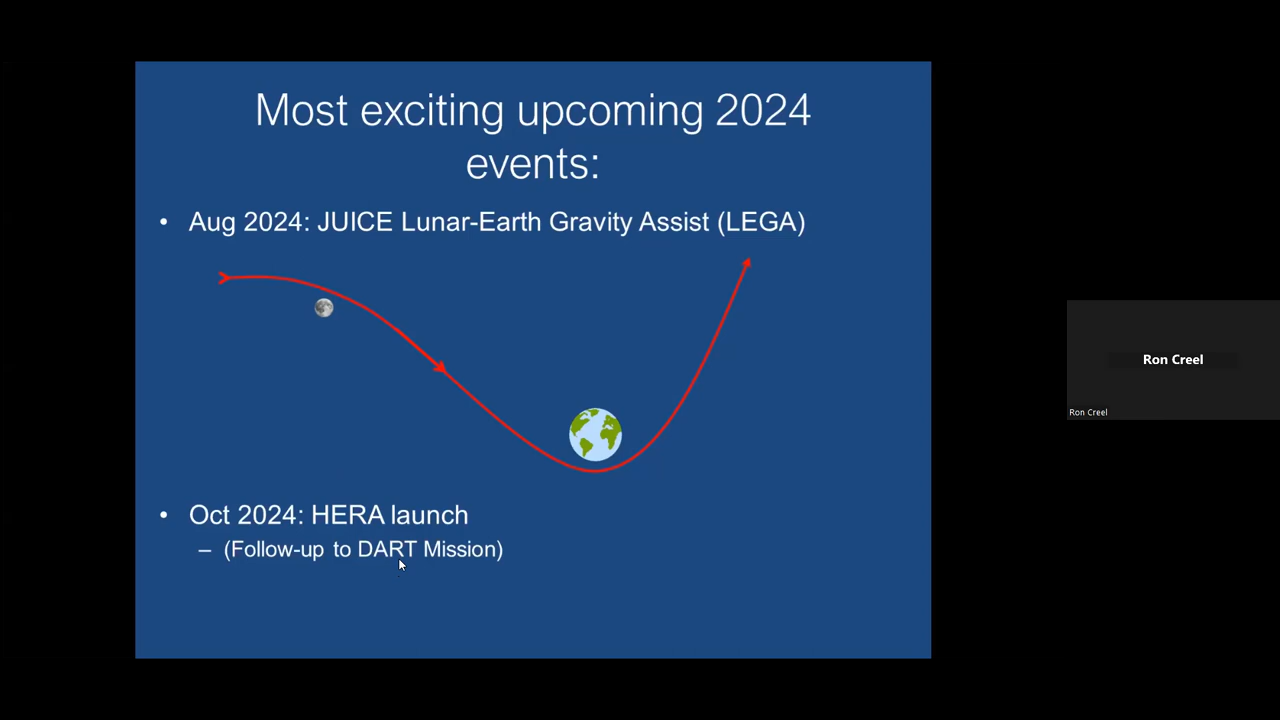 Most exciting upcoming 2024
events:
• Aug 2024: JUICE Lunar-Earth Gravity Assist (LEGA)
• Oct 2024: HERA launch
– (Follow-up to DART Mission)
Ron Creel
Ron Creel